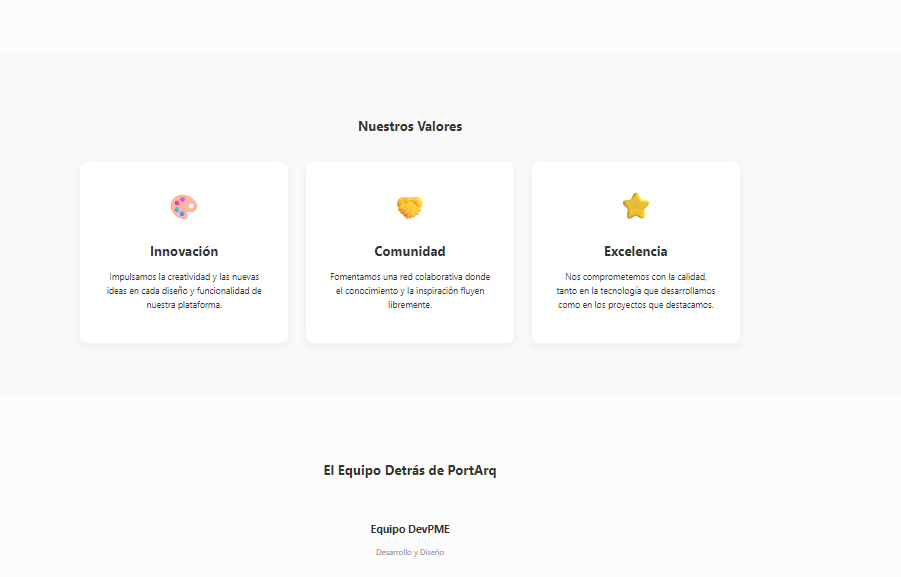 Nuestros Valores
Innovación
Impulsamos la creatividad y las nuevas
ideas en cada diseño y funcionalidad de
nuestra plataforma.
Comunidad
Fomentamos una red colaborativa donde
el conocimiento y la inspiración fluyen
libremente.
Excelencia
Nos comprometemos con la calidad,
tanto en la tecnología que desarrollamos
como en los proyectos que destacamos.
El Equipo Detrás de PortArq
Equipo DevPME
Desarrollo y Diseño